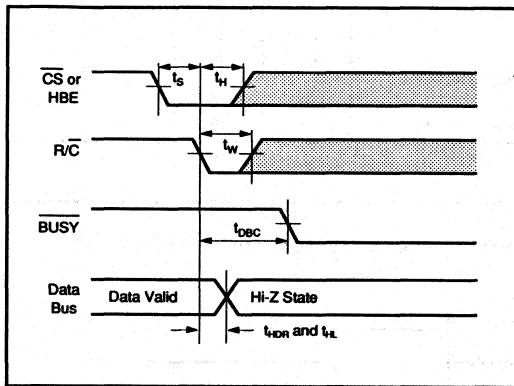 CS or
HBE
tS
tH
R/C
tW
BUSY
tDBC
Data
Bus
Data Valid
Hi-Z State
tHDR and tHL